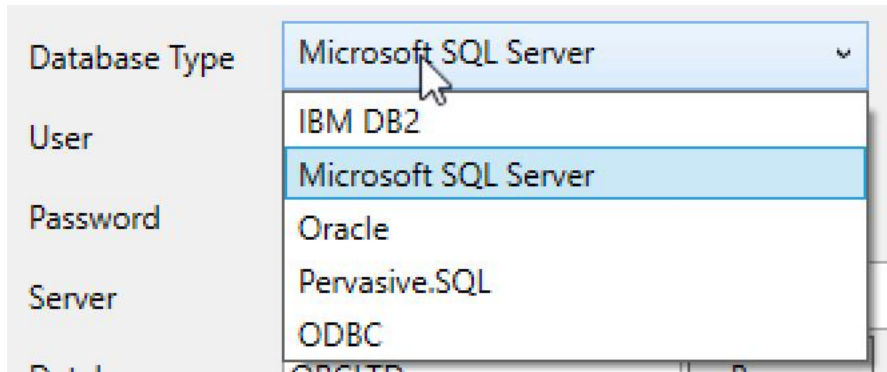 Database Type Microsoft SQL Server
IBM DB2
User
Microsoft SQL Server
Password
Oracle
Pervasive.SQL
Server
ODBC